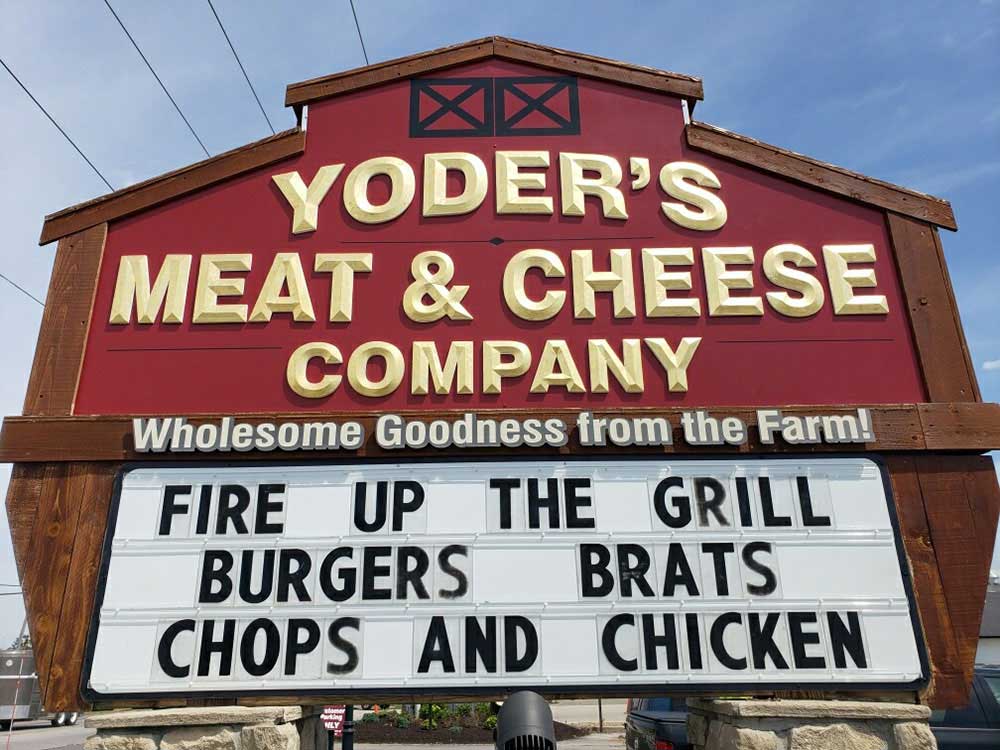 YODER'S
MEAT & CHEESE
COMPANY
Wholesome Goodness from the Farm!
FIRE UP THE GRILL
BURGERS BRATS
CHOPS AND CHICKEN